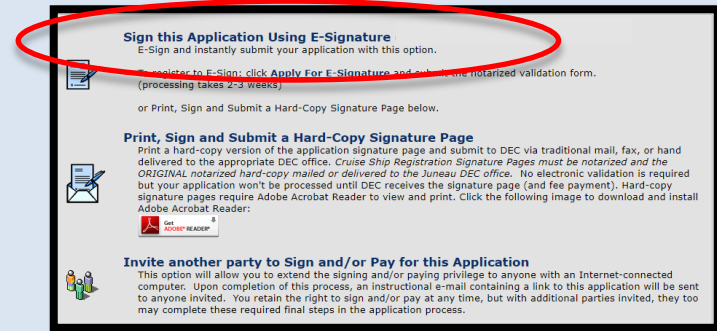 Sign this Application Using E-Signature
E-Sign and instantly submit your application with this option.
To register to E-Sign: click Apply For E-Signature and submit the notarized validation form.
(processing takes 2-3 weeks)
or Print, Sign and Submit a Hard-Copy Signature Page below.
Print, Sign and Submit a Hard-Copy Signature Page
Print a hard-copy version of the application signature page and submit to DEC via traditional mail, fax, or hand
delivered to the appropriate DEC office. Cruise Ship Registration Signature Pages must be notarized and the
ORIGINAL notarized hard-copy mailed or delivered to the Juneau DEC office. No electronic validation is required
but your application won't be processed until DEC receives the signature page (and fee payment). Hard-copy
signature pages require Adobe Acrobat Reader to view and print. Click the following image to download and install
Adobe Acrobat Reader:
Get
ADOBE® READER®
Invite another party to Sign and/or Pay for this Application
This option will allow you to extend the signing and/or paying privilege to anyone with an Internet-connected
computer. Upon completion of this process, an instructional e-mail containing a link to this application will be sent
to anyone invited. You retain the right to sign and/or pay at any time, but with additional parties invited, they too
may complete these required final steps in the application process.